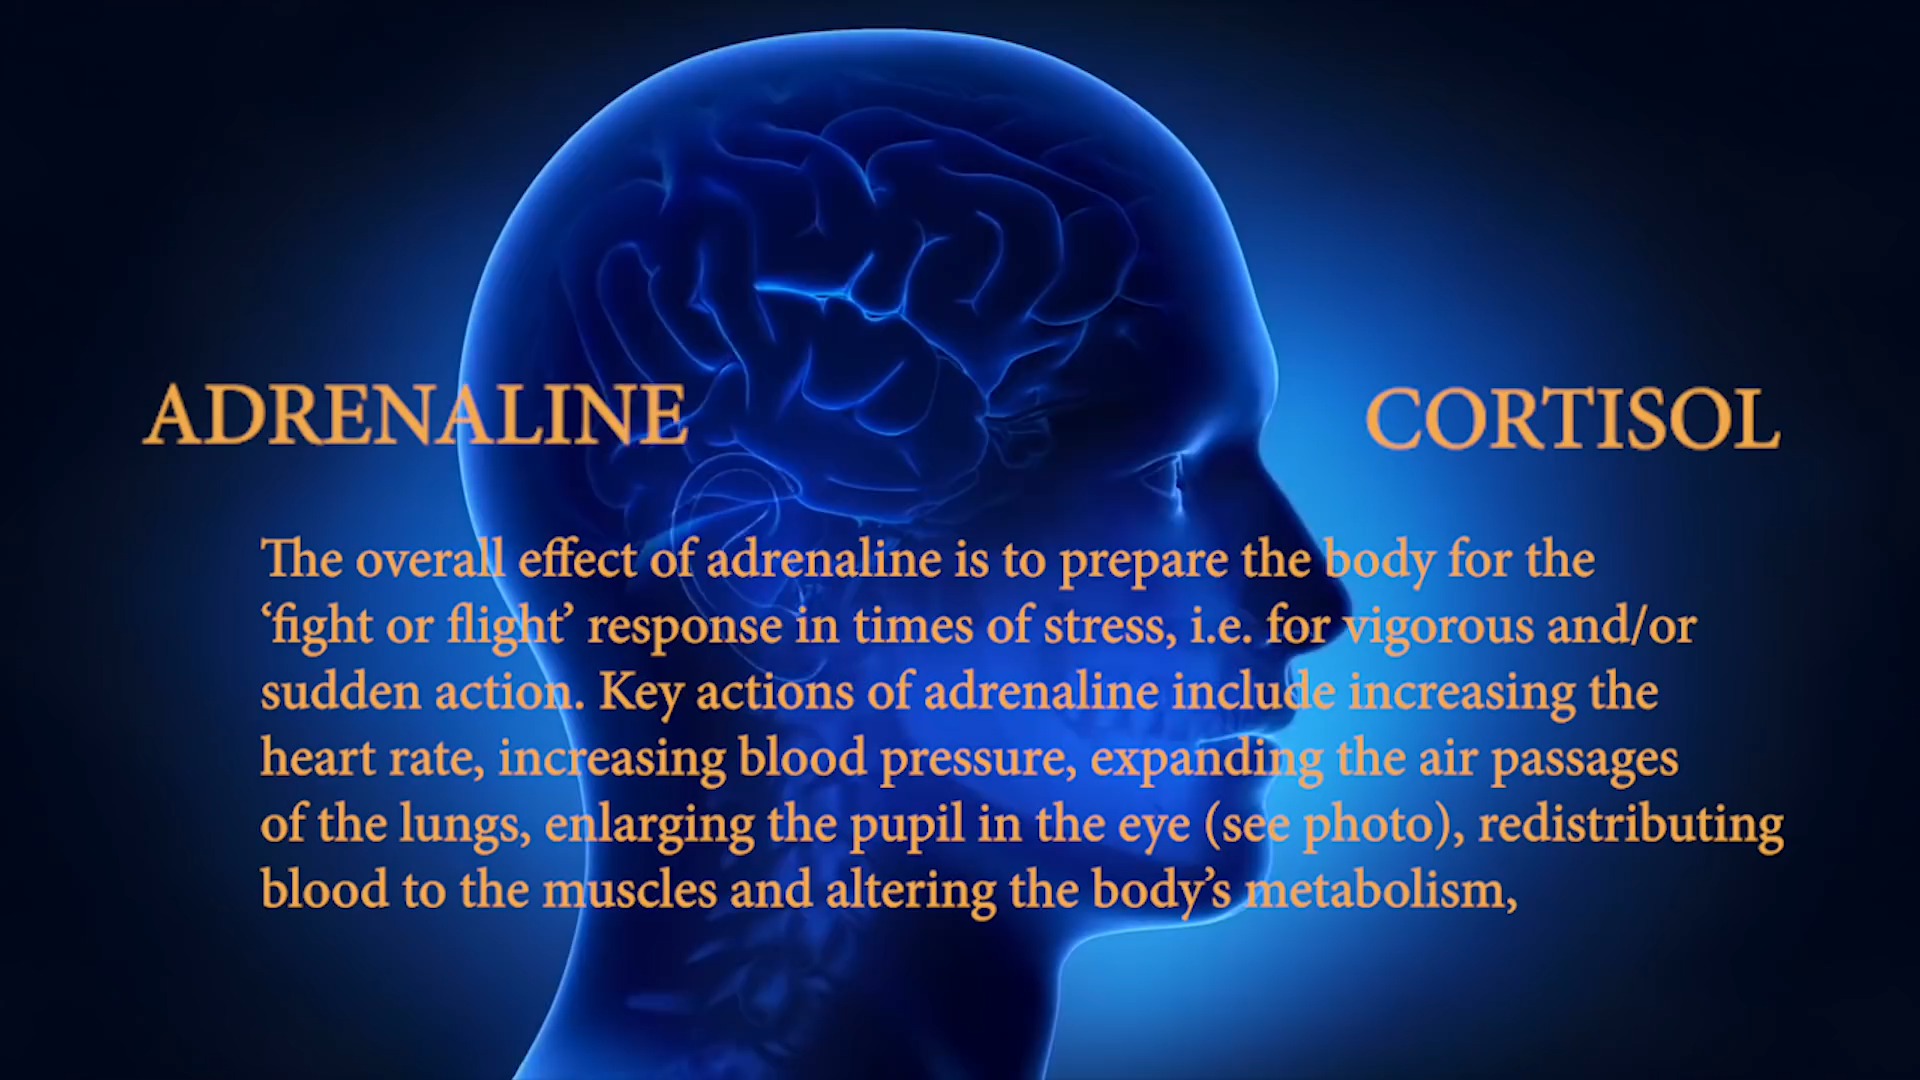 ADRENALINE CORTISOL
The overall effect of adrenaline is to prepare the body for the
‘fight or flight’ response in times of stress, i.e. for vigorous and/or
sudden action. Key actions of adrenaline include increasing the
heart rate, increasing blood pressure, expanding the air passages
of the lungs, enlarging the pupil in the eye (see photo), redistributing
blood to the muscles and altering the body’s metabolism,